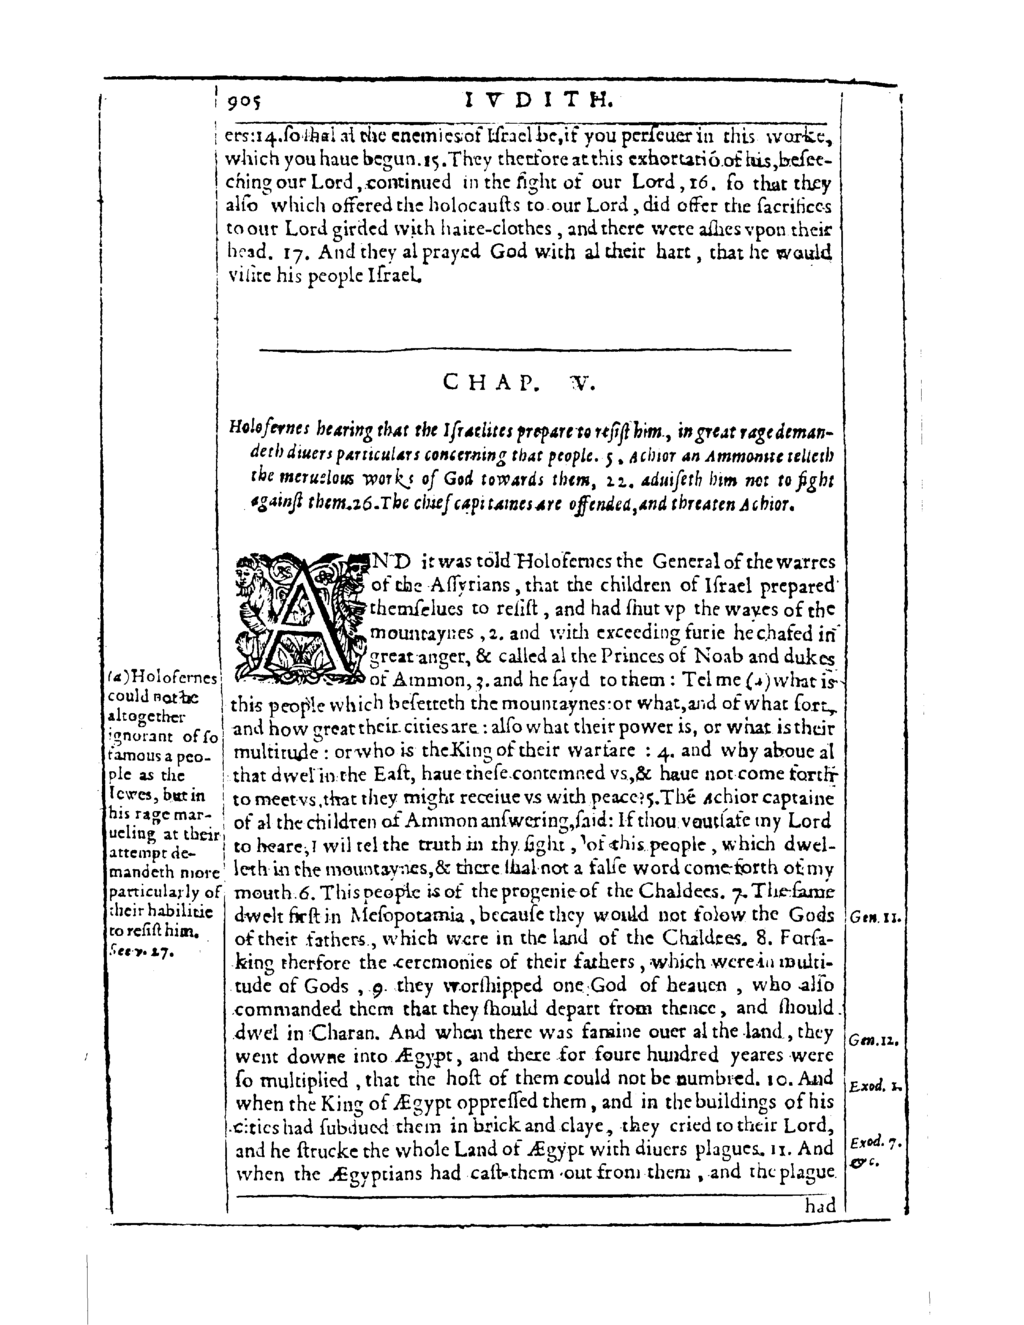 905 IVDITH.
ers:14.ſo ſhal al the enemies of Iſrael be,if you perſeuer in this worke,
which you haue begun.15.They therfore at this exhortatiõ of his,beſee-
ching our Lord, continued in the ſight of our Lord, 16. ſo that they
alſo which offered the holocauſts to our Lord, did offer the ſacrifices
to our Lord girded with haire-clothes, and there were aſhes vpon their
head. 17. And they al prayed God with al their hart, that he would
viſite his people Iſrael.
CHAP. V.
Holofernes hearing that the Iſraelites prepare to reſiſt him, in great rage deman-
deth diuers particulars concerning that people. 5. Achior an Ammonite telleth
the meruelous works of God towards them, 22. aduiſeth him not to fight
againſt them.26.The chief capitaines are offended,and threaten Achior.
AND it was told Holofernes the General of the warres
of the Aſſyrians, that the children of Iſrael prepared
themſelues to reſiſt, and had ſhut vp the wayes of the
mountaynes, 2. and with exceeding furie he chafed in
great anger, & called al the Princes of Noab and dukes
of Ammon, 3. and he ſayd to them: Tel me (a) what is
this people which beſetteth the mountaynes: or what, and of what ſort,
and how great their cities are: alſo what their power is, or what is their
multitude: or who is the King of their warfare: 4. and why aboue al
that dwel in the Eaſt, haue theſe contemned vs,& haue not come forth
to meet vs,that they might receiue vs with peace?5.Thẽ Achior captaine
of al the children of Ammon anſwering,ſaid: If thou voutſafe my Lord
to heare, I wil tel the truth in thy ſight, of this people, which dwel-
leth in the mountaynes,& there ſhal not a falſe word come forth of my
mouth.6. This people is of the progenie of the Chaldees. 7. The ſame
dwelt firſt in Meſopotamia, becauſe they would not folow the Gods
of their fathers, which were in the land of the Chaldees. 8. Forſa-
king therfore the ceremonies of their fathers, which were in multi-
tude of Gods, 9. they worſhipped one God of heauen, who alſo
commanded them that they ſhould depart from thence, and ſhould
dwel in Charan. And when there was famine ouer al the land, they
went downe into Ægypt, and there for foure hundred yeares were
ſo multiplied, that the hoſt of them could not be numbred. 10. And
when the King of Ægypt oppreſſed them, and in the buildings of his
cities had ſubdued them in brick and claye, they cried to their Lord,
and he ſtrucke the whole Land of Ægypt with diuers plagues. 11. And
when the Ægyptians had caſt them out from them, and the plague
had
(a) Holofernes
could not be
altogether
ignorant of ſo
famous a peo-
ple as the
Iewes, but in
his rage mar-
ueling at their
attempt de-
mandeth more
particularly of
their habilitie
to reſiſt him.
See v. 27.
Gen. 11.
Gen. 12.
Exod. 1.
Exod. 7.
&c.